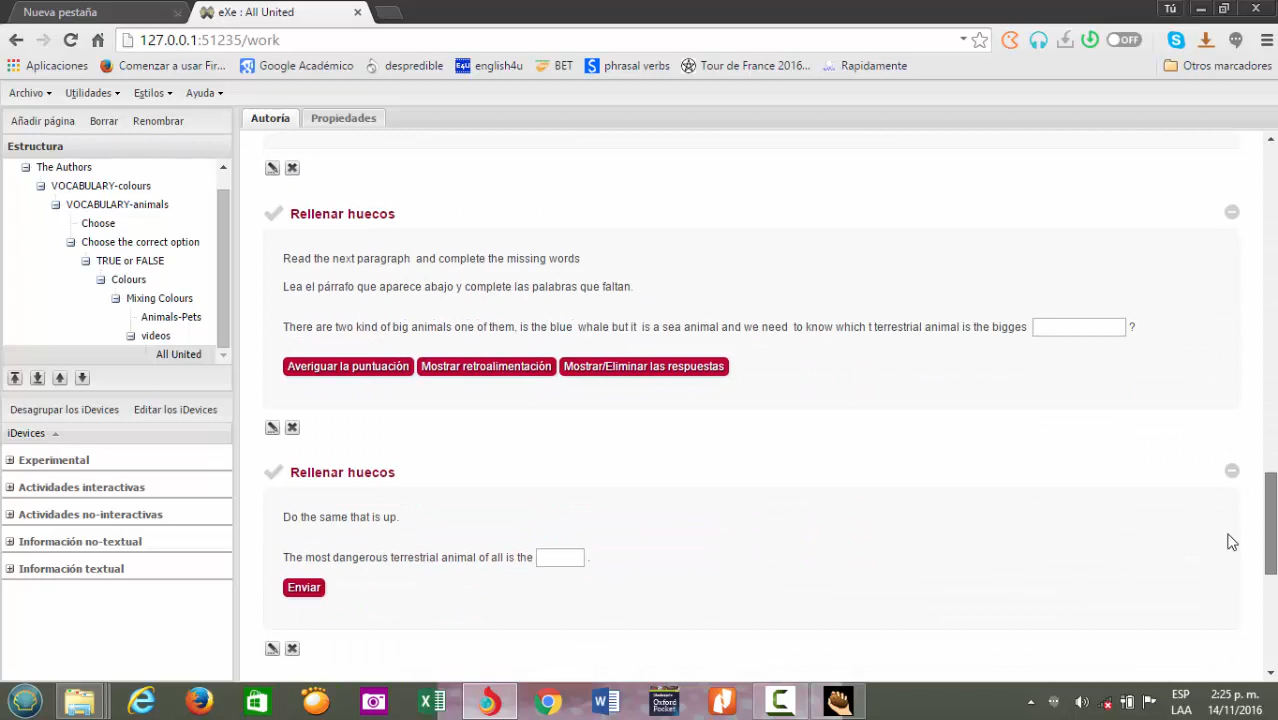 Nueva pestaña
eXe : All United
Tú
127.0.0.1:51235/work
OFF
Aplicaciones
Comenzar a usar Fir...
Google Académico
despredible
E4U
english4u
BET
S
phrasal verbs
Tour de France 2016...
Rapidamente
Otros marcadores
Archivo
Utilidades
Estilos
Ayuda
Añadir página
Borrar
Renombrar
Estructura
The Authors
VOCABULARY-colours
VOCABULARY-animals
Choose
Choose the correct option
TRUE or FALSE
Colours
Mixing Colours
Animals-Pets
videos
All United
Desagrupar los iDevices
Editar los iDevices
iDevices
Experimental
Actividades interactivas
Actividades no-interactivas
Información no-textual
Información textual
Autoría
Propiedades
Rellenar huecos
Read the next paragraph and complete the missing words
Lea el párrafo que aparece abajo y complete las palabras que faltan.
There are two kind of big animals one of them, is the blue whale but it is a sea animal and we need to know which t terrestrial animal is the bigges ?
Averiguar la puntuación
Mostrar retroalimentación
Mostrar/Eliminar las respuestas
Rellenar huecos
Do the same that is up.
The most dangerous terrestrial animal of all is the .
Enviar
Oxford
Pocket
ESP
LAA
2:25 p. m.
14/11/2016